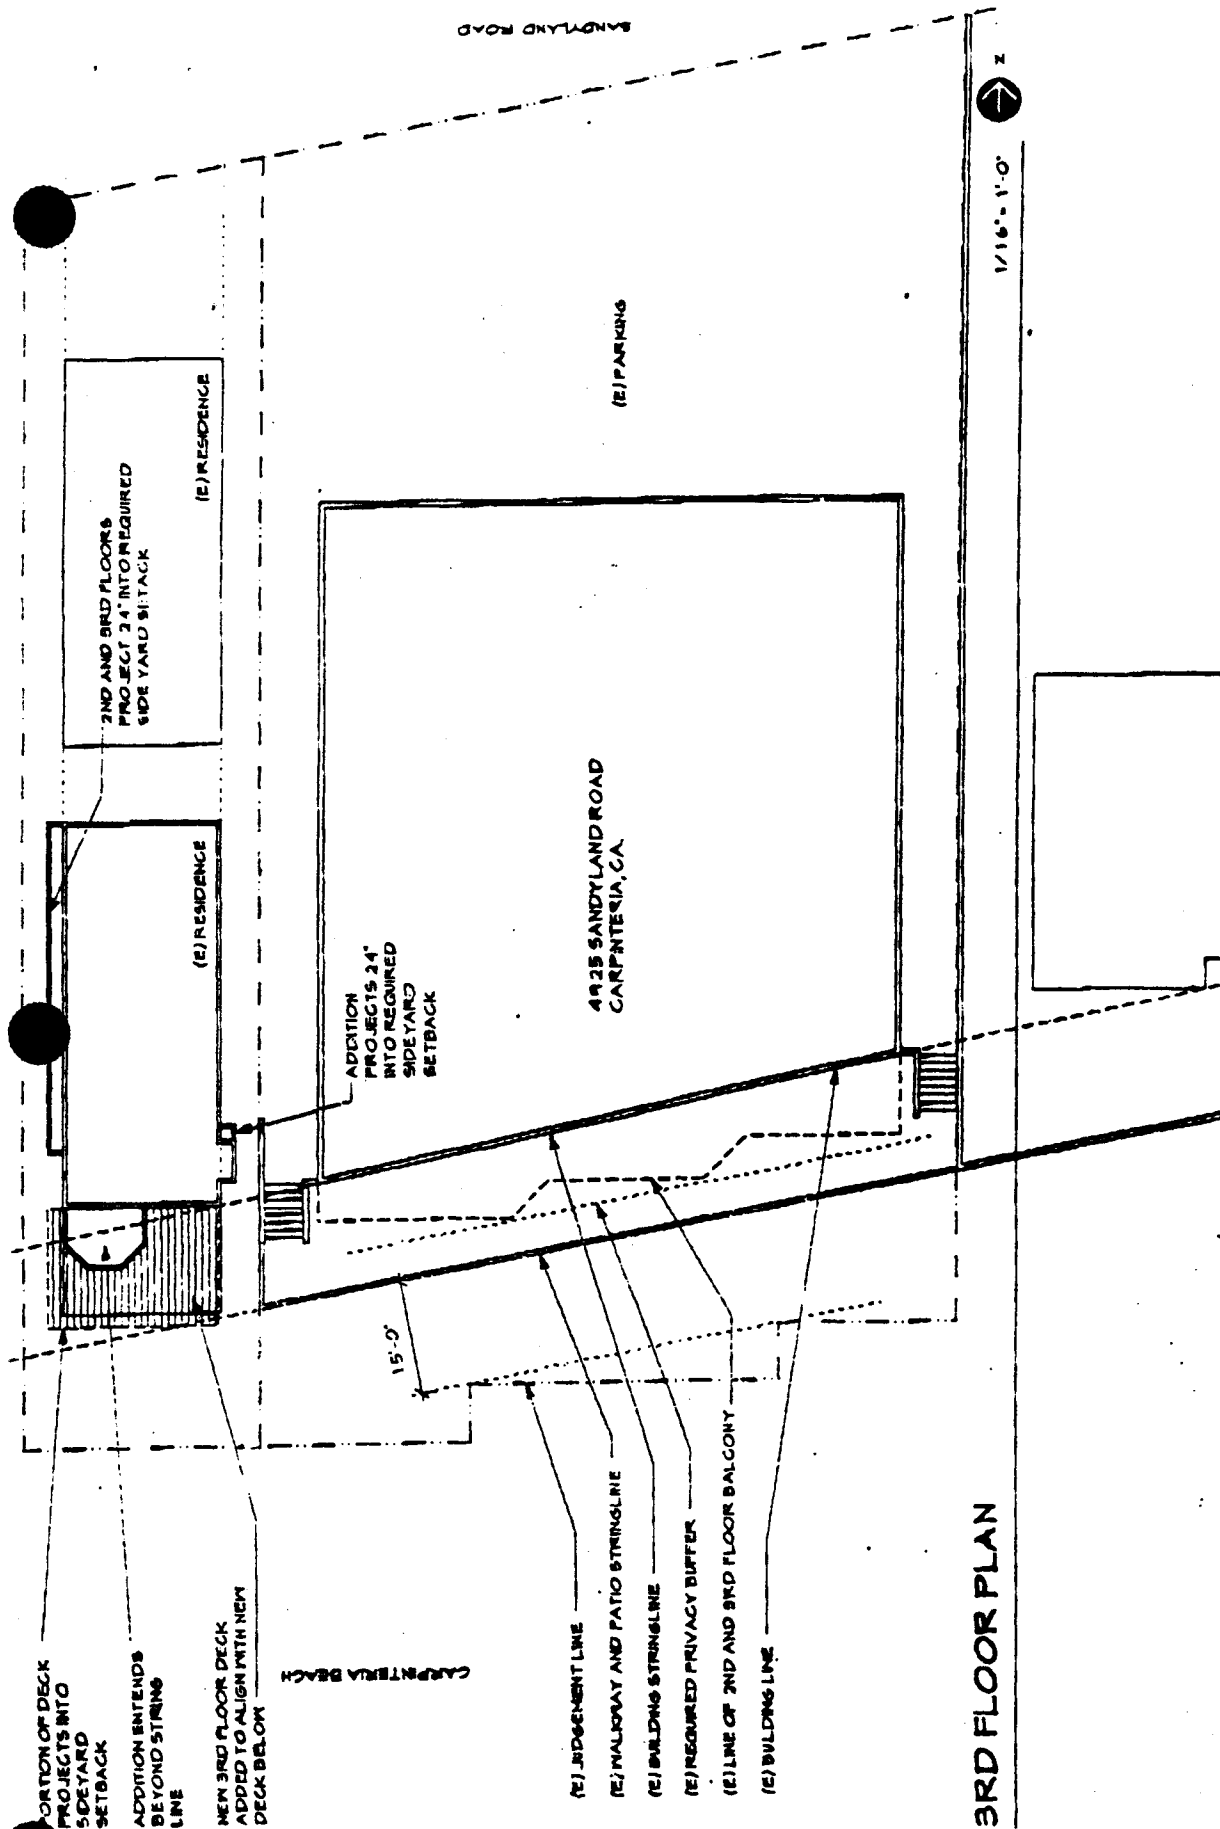 SANDYLAND ROAD
N
1/16" = 1'-0"
(E) PARKING
(E) RESIDENCE
2ND AND 3RD FLOORS
PROJECT 24" INTO REQUIRED
SIDE YARD SETACK
(E) RESIDENCE
ADDITION
PROJECTS 24"
INTO REQUIRED
SIDEYARD
SETBACK
4925 SANDYLAND ROAD
CARPINTERIA, CA.
15'-0"
PORTION OF DECK
PROJECTS INTO
SIDEYARD
SETBACK
ADDITION ENTENDS
BEYOND STRING
LINE
NEW 3RD FLOOR DECK
ADDED TO ALIGN WITH NEW
DECK BELOW
CARPINTERIA BEACH
(E) JUDGEMENT LINE
(E) WALKWAY AND PATIO STRINGLINE
(E) BUILDING STRINGLINE
(E) REQUIRED PRIVACY BUFFER
(E) LINE OF 2ND AND 3RD FLOOR BALCONY
(E) BUILDING LINE
3RD FLOOR PLAN